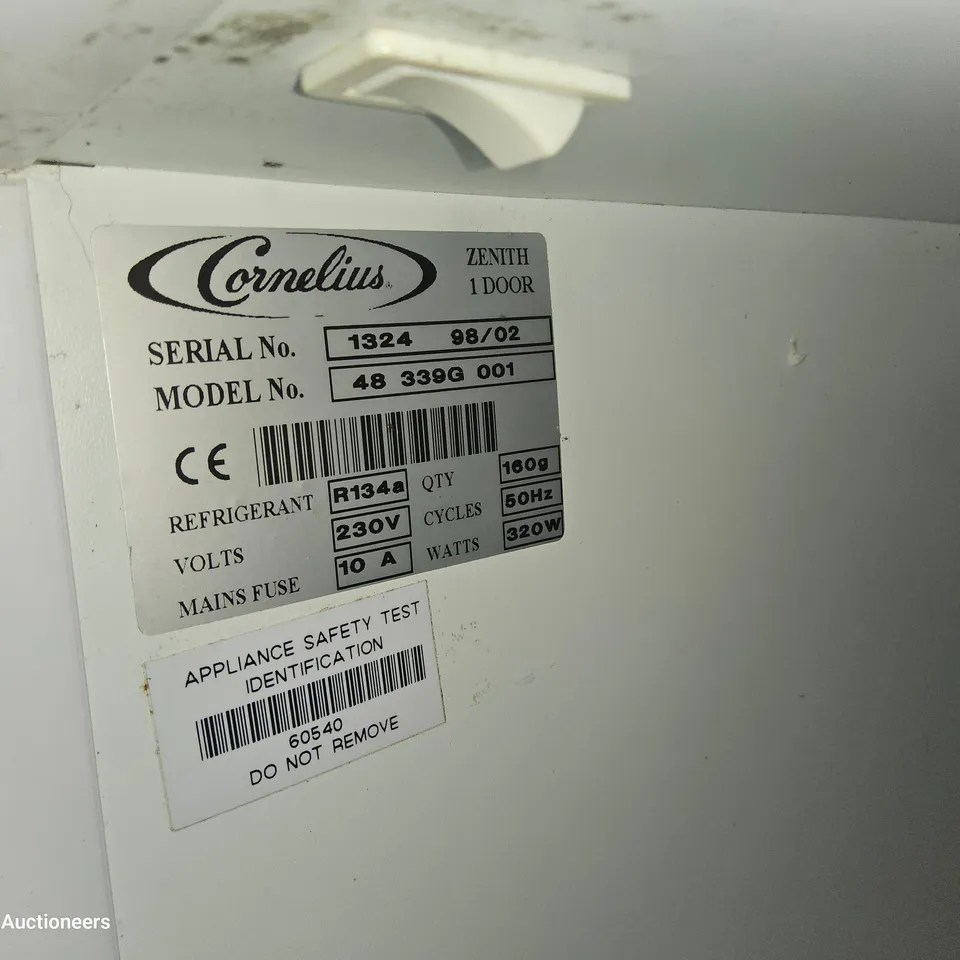 Cornelius
ZENITH
1 DOOR
SERIAL No. 1324 98/02
MODEL No. 48 339G 001
CE
REFRIGERANT R134a QTY 160g
VOLTS 230V CYCLES 50Hz
MAINS FUSE 10 A WATTS 320W
APPLIANCE SAFETY TEST
IDENTIFICATION
60540
DO NOT REMOVE
Auctioneers